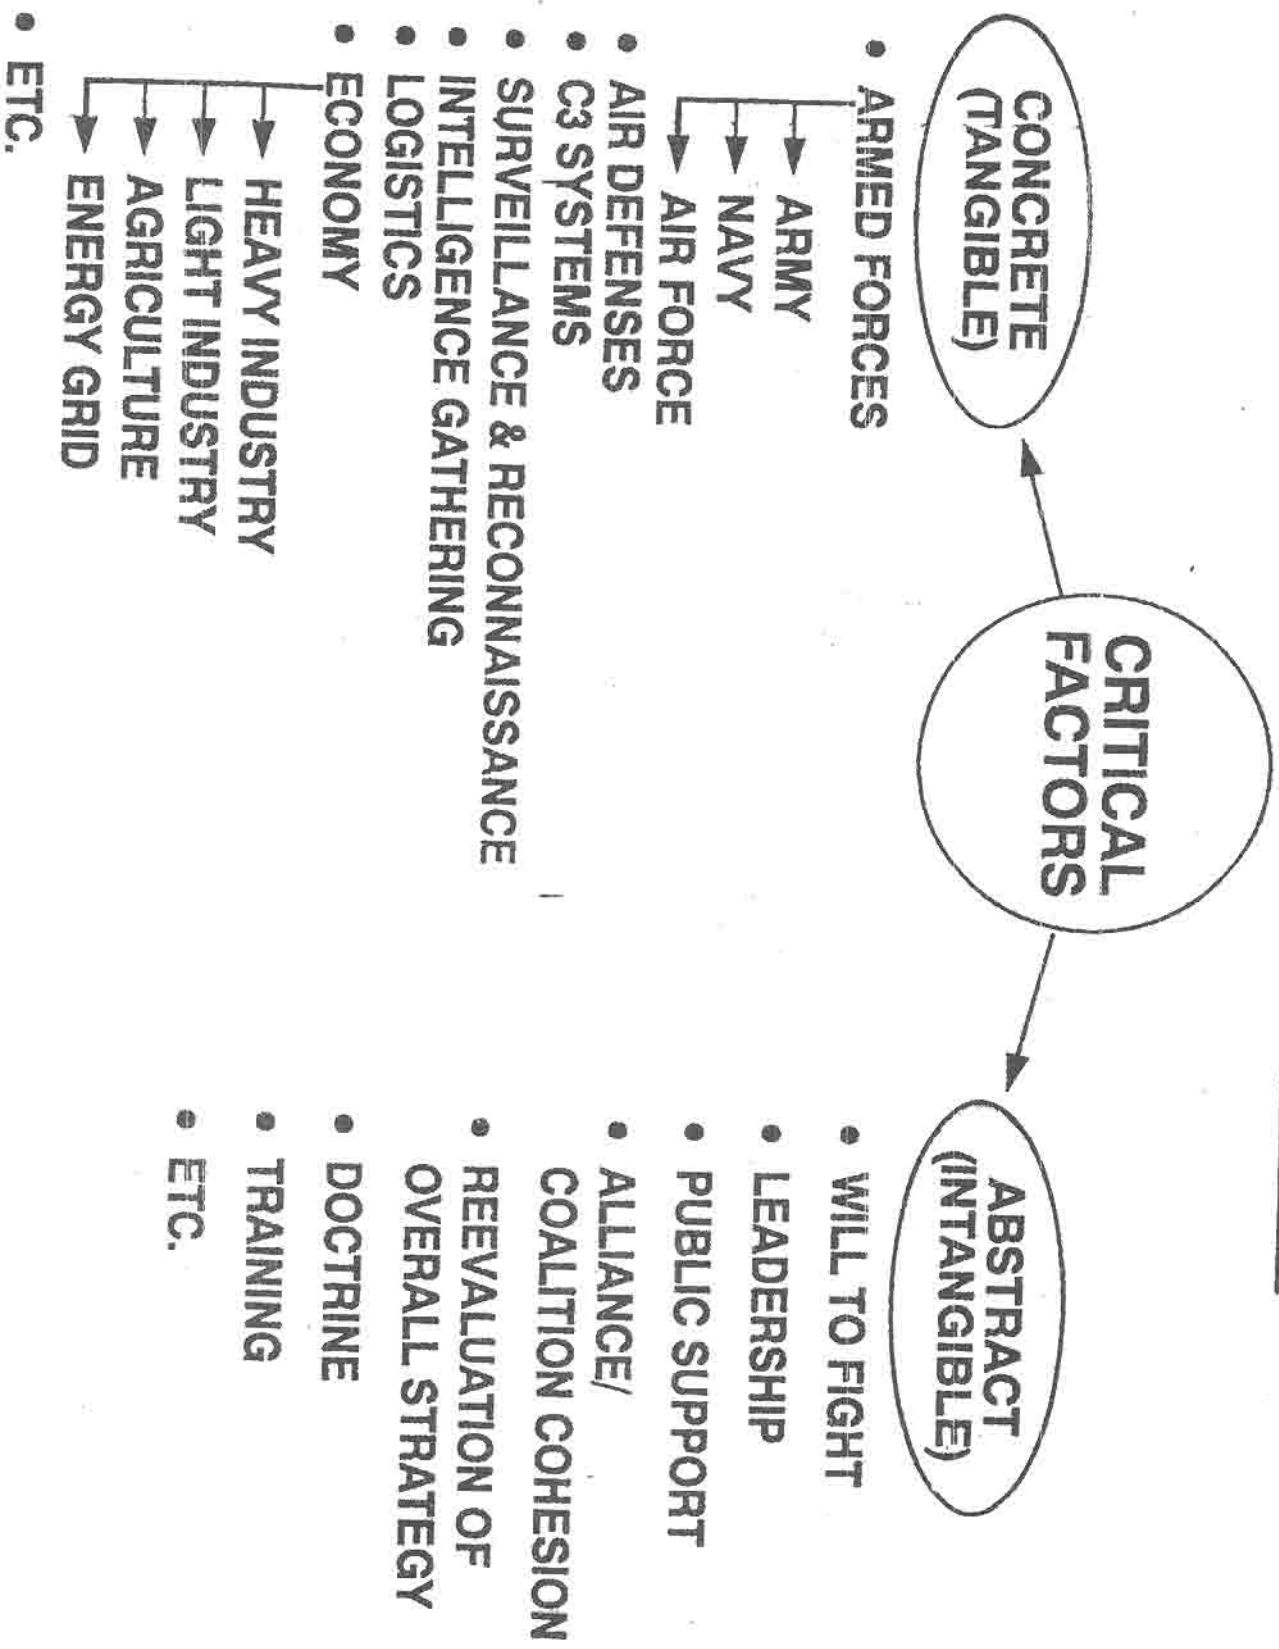 CRITICAL
FACTORS
CONCRETE
(TANGIBLE)
• ARMED FORCES
ARMY
NAVY
AIR FORCE
• AIR DEFENSES
• C3 SYSTEMS
• SURVEILLANCE & RECONNAISSANCE
• INTELLIGENCE GATHERING
• LOGISTICS
• ECONOMY
HEAVY INDUSTRY
LIGHT INDUSTRY
AGRICULTURE
ENERGY GRID
• ETC.
ABSTRACT
(INTANGIBLE)
• WILL TO FIGHT
• LEADERSHIP
• PUBLIC SUPPORT
• ALLIANCE/
COALITION COHESION
• REEVALUATION OF
OVERALL STRATEGY
• DOCTRINE
• TRAINING
• ETC.